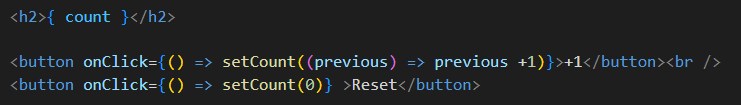 <h2>{ count }</h2>
<button onClick={() => setCount((previous) => previous +1)}>+1</button><br />
<button onClick={() => setCount(0)} >Reset</button>